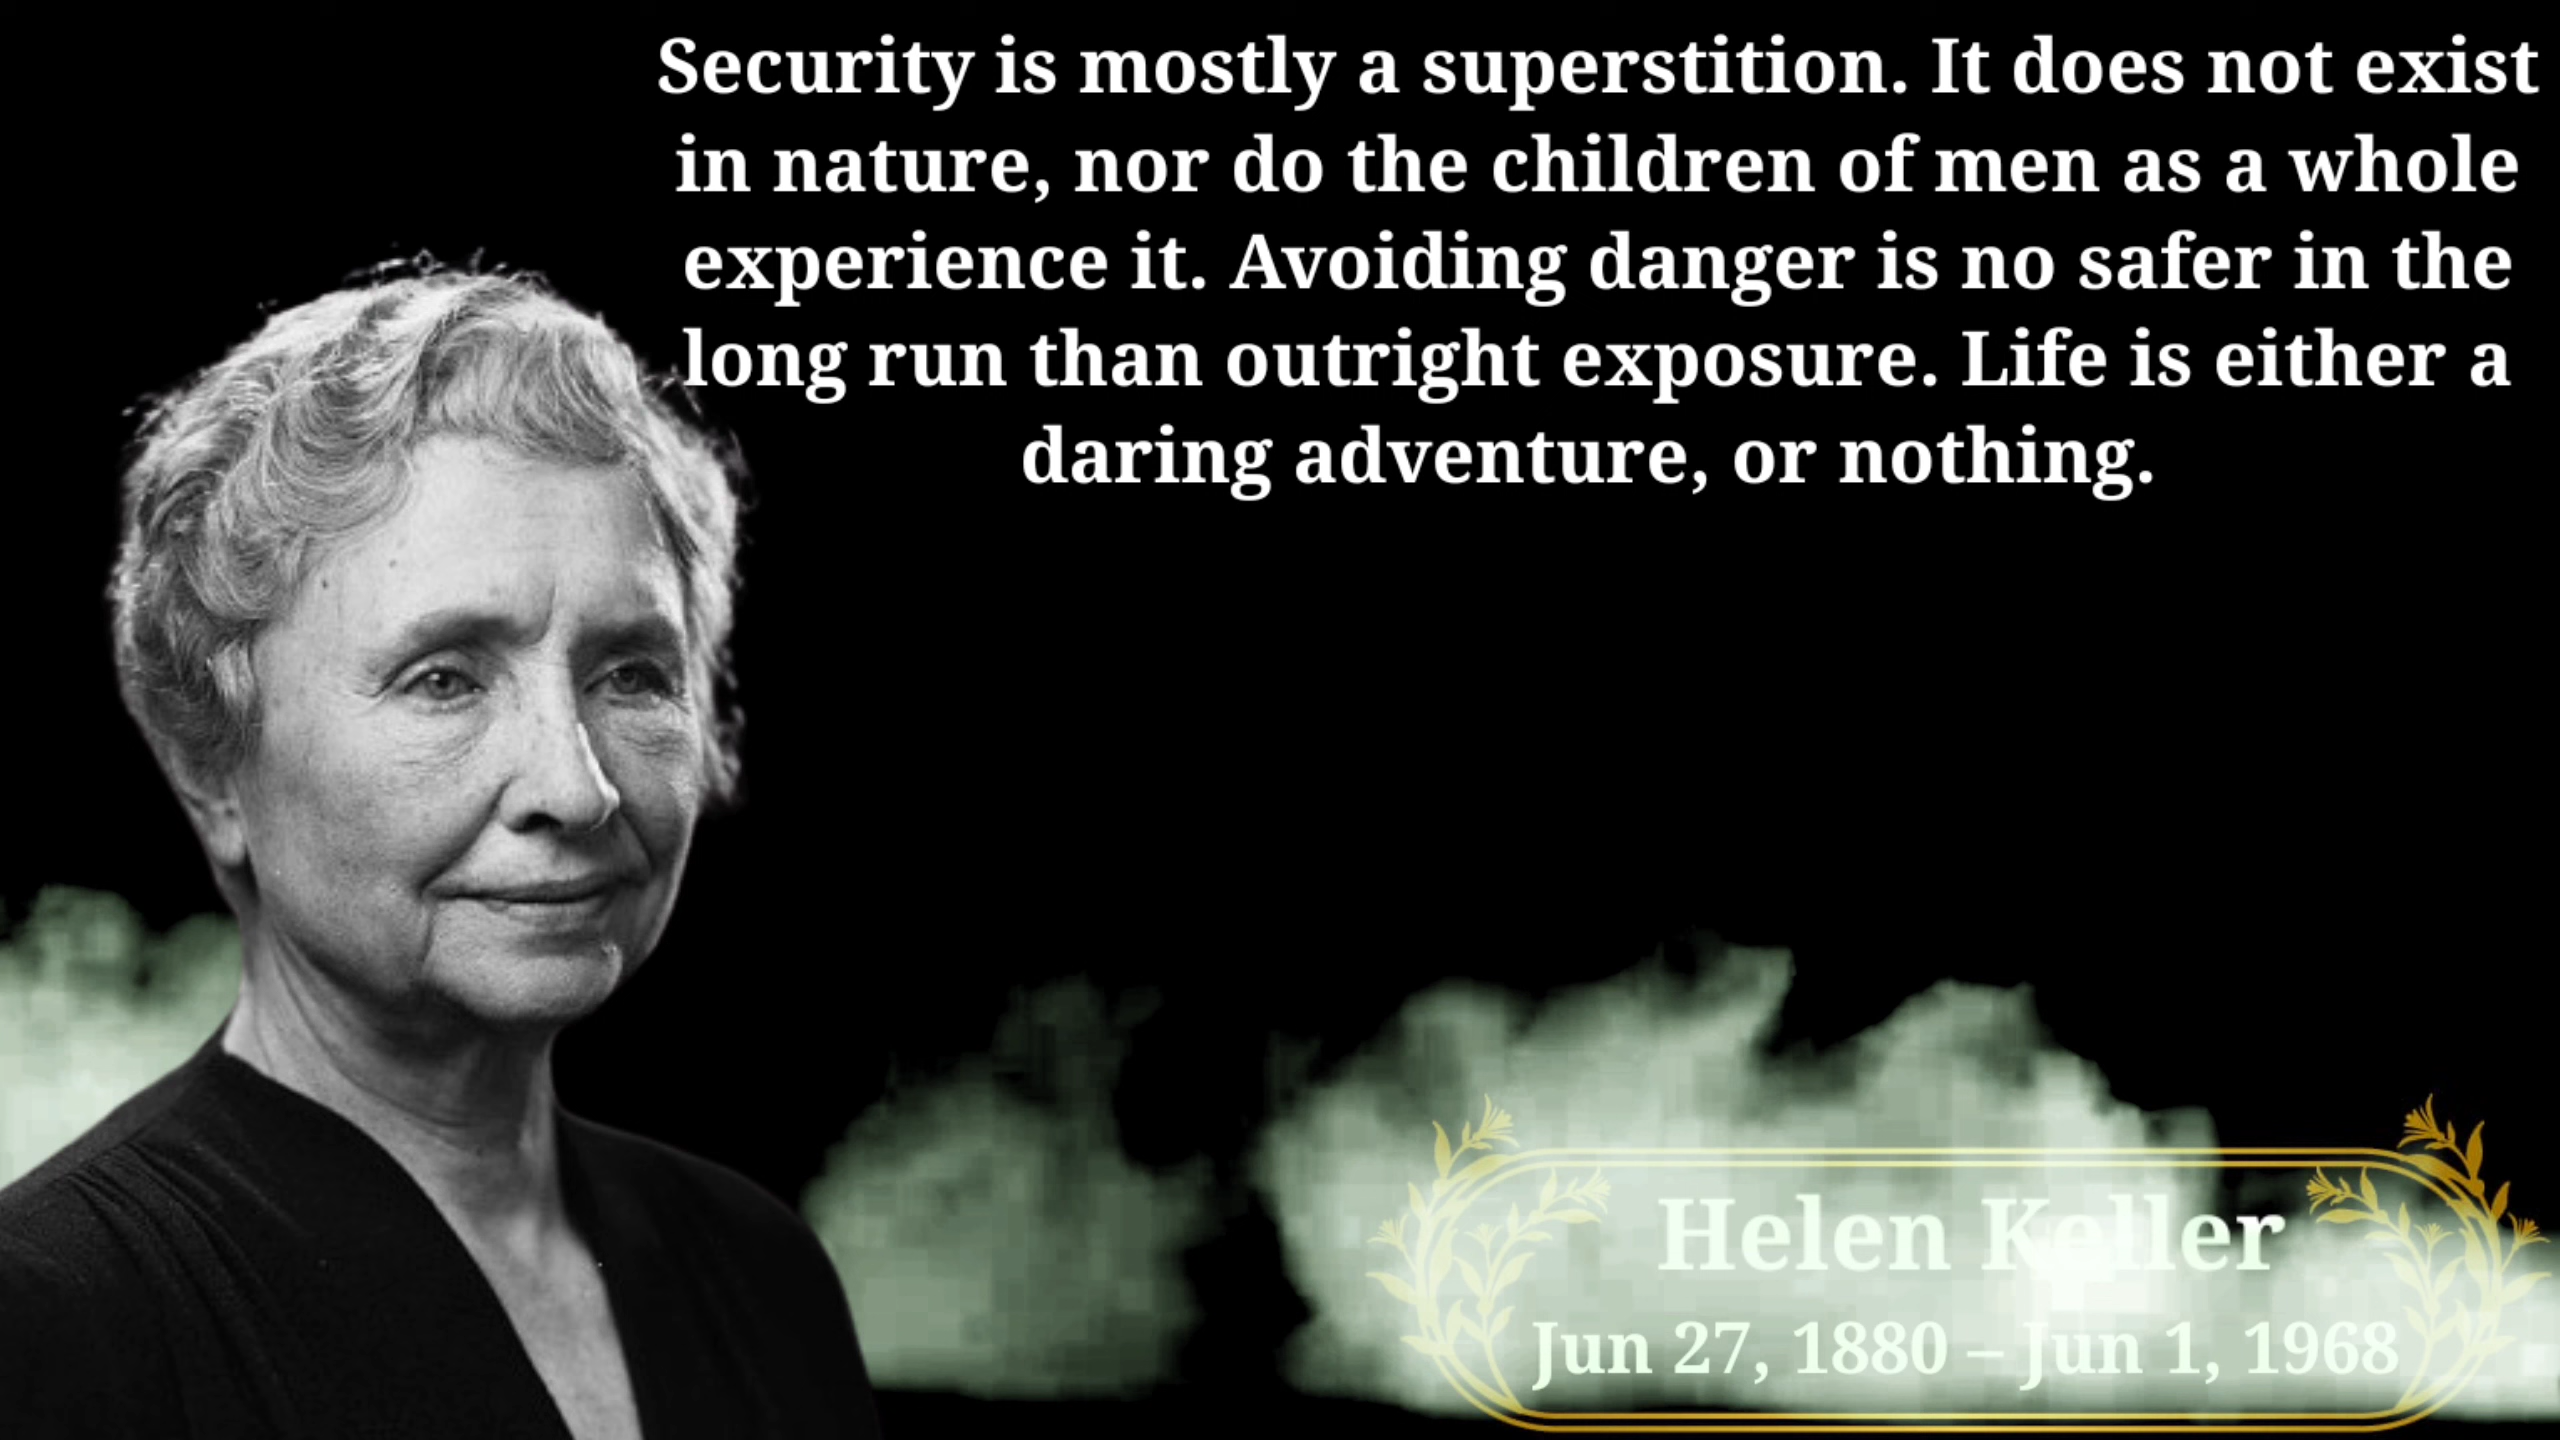 Security is mostly a superstition. It does not exist
in nature, nor do the children of men as a whole
experience it. Avoiding danger is no safer in the
long run than outright exposure. Life is either a
daring adventure, or nothing.
Helen Keller
Jun 27, 1880 – Jun 1, 1968